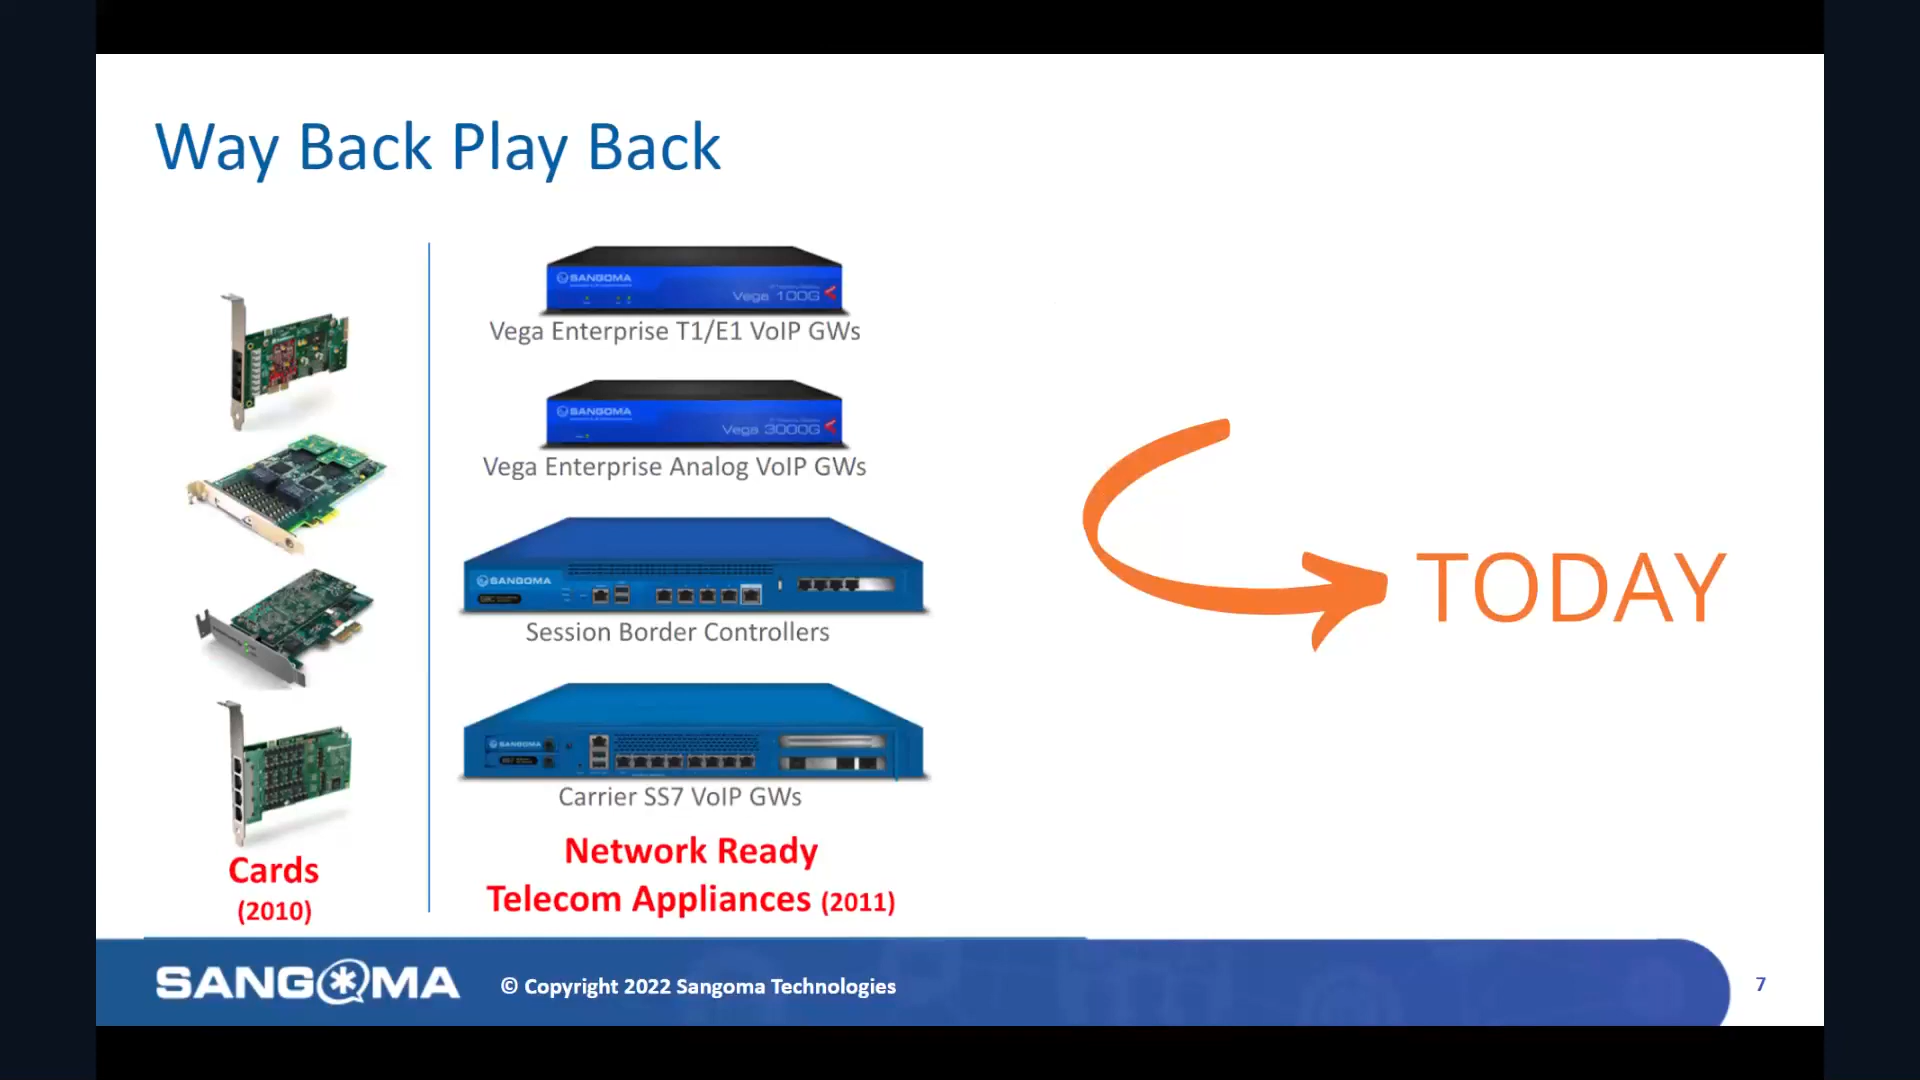 Way Back Play Back
SANGOMA
Vega 100G
Vega Enterprise T1/E1 VoIP GWs
SANGOMA
Vega 3000G
Vega Enterprise Analog VoIP GWs
SANGOMA
Session Border Controllers
SANGOMA
Carrier SS7 VoIP GWs
TODAY
Cards
(2010)
Network Ready
Telecom Appliances (2011)
SANGOMA
© Copyright 2022 Sangoma Technologies
7